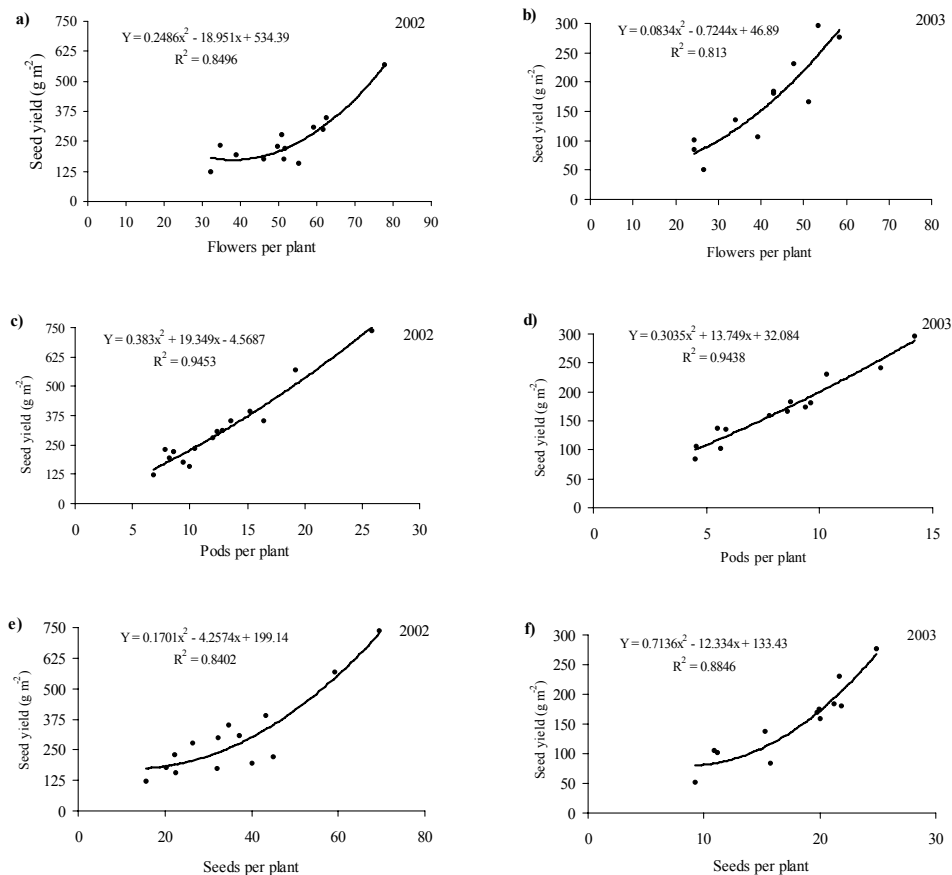 a)
2002
Y = 0.2486x² - 18.951x + 534.39
R² = 0.8496
Seed yield (g m⁻²)
750
625
500
375
250
125
0
0 10 20 30 40 50 60 70 80 90
Flowers per plant
b)
2003
Y = 0.0834x² - 0.7244x + 46.89
R² = 0.813
Seed yield (g m⁻²)
300
250
200
150
100
50
0
0 10 20 30 40 50 60 70 80
Flowers per plant
c)
2002
Y = 0.383x² + 19.349x - 4.5687
R² = 0.9453
Seed yield (g m⁻²)
750
625
500
375
250
125
0
0 5 10 15 20 25 30
Pods per plant
d)
2003
Y = 0.3035x² + 13.749x + 32.084
R² = 0.9438
Seed yield (g m⁻²)
300
250
200
150
100
50
0
0 5 10 15
Pods per plant
e)
2002
Y = 0.1701x² - 4.2574x + 199.14
R² = 0.8402
Seed yield (g m⁻²)
750
625
500
375
250
125
0
0 20 40 60 80
Seeds per plant
f)
2003
Y = 0.7136x² - 12.334x + 133.43
R² = 0.8846
Seed yield (g m⁻²)
300
250
200
150
100
50
0
0 10 20 30
Seeds per plant